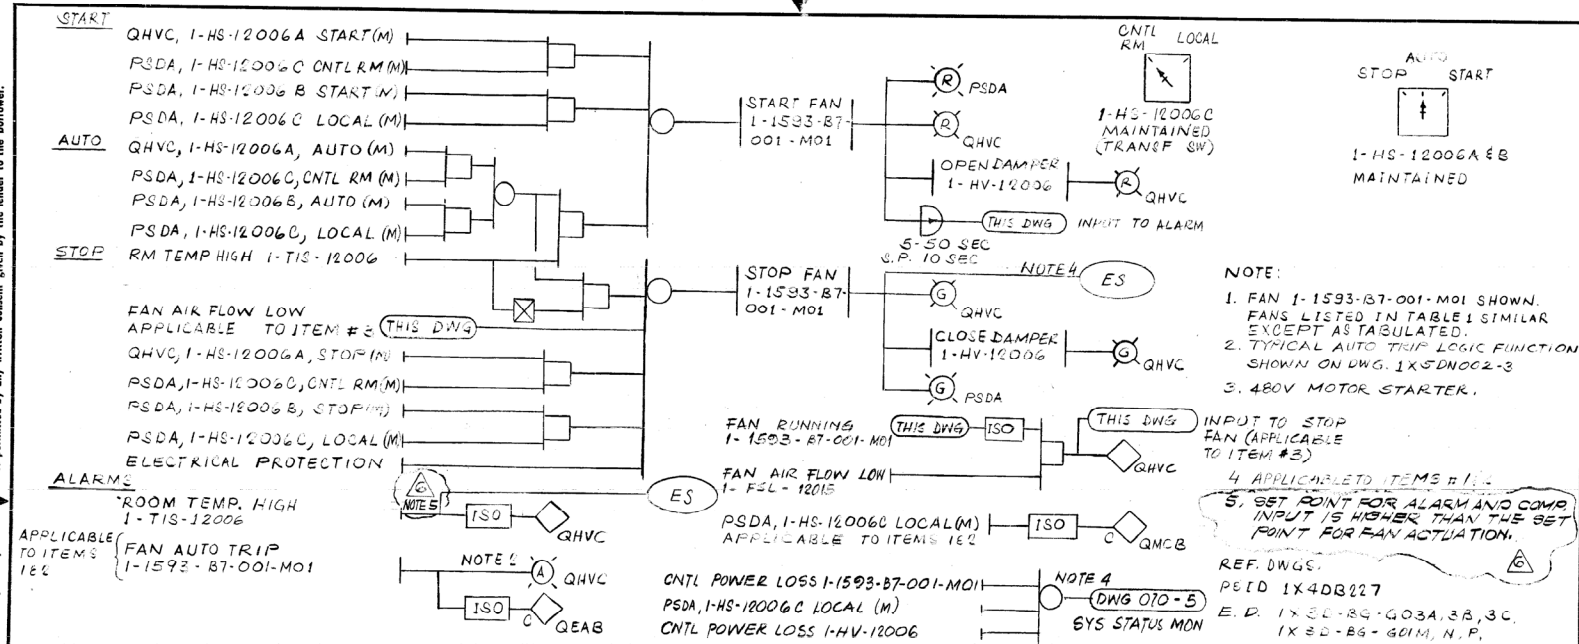 START
QHVC, 1-HS-12006A START (M)
PSDA, 1-HS-12006C CNTL RM (M)
PSDA, 1-HS-12006 B START (M)
PSDA, 1-HS-12006 C LOCAL (M)
AUTO
QHVC, 1-HS-12006A, AUTO (M)
PSDA, 1-HS-12006C, CNTL RM (M)
PSDA, 1-HS-12006B, AUTO (M)
PSDA, 1-HS-12006C, LOCAL (M)
STOP
RM TEMP HIGH 1-TIS-12006
FAN AIR FLOW LOW
APPLICABLE TO ITEM #3
THIS DWG
QHVC, 1-HS-12006A, STOP (M)
PSDA, 1-HS-12006C, CNTL RM (M)
PSDA, 1-HS-12006B, STOP (M)
PSDA, 1-HS-12006C, LOCAL (M)
ELECTRICAL PROTECTION
ALARMS
ROOM TEMP. HIGH
1-TIS-12006
APPLICABLE
TO ITEMS
1&2
FAN AUTO TRIP
1-1593-B7-001-M01
6
NOTE 5
ISO
QHVC
NOTE 2
A
QHVC
ISO
C
QEAB
ES
START FAN
1-1593-B7-
001-M01
R
PSDA
R
QHVC
OPEN DAMPER
1-HV-12006
R
QHVC
THIS DWG
INPUT TO ALARM
5-50 SEC
S.P. 10 SEC
STOP FAN
1-1593-B7-
001-M01
NOTE 4
ES
G
QHVC
CLOSE DAMPER
1-HV-12006
G
QHVC
G
PSDA
FAN RUNNING
1-1593-B7-001-M01
THIS DWG
ISO
THIS DWG
INPUT TO STOP
FAN (APPLICABLE
TO ITEM #3)
QHVC
FAN AIR FLOW LOW
1-FSL-12015
PSDA, 1-HS-12006C LOCAL (M)
APPLICABLE TO ITEMS 1&2
ISO
C
QMCB
CNTL POWER LOSS 1-1593-B7-001-M01
PSDA, 1-HS-12006C LOCAL (M)
CNTL POWER LOSS 1-HV-12006
NOTE 4
DWG 010-5
SYS STATUS MON
CNTL
RM
LOCAL
1-HS-12006C
MAINTAINED
(TRANSF SW)
AUTO
STOP START
1-HS-12006A&B
MAINTAINED
NOTE:
1. FAN 1-1593-B7-001-M01 SHOWN.
FANS LISTED IN TABLE 1 SIMILAR
EXCEPT AS TABULATED.
2. TYPICAL AUTO TRIP LOGIC FUNCTION
SHOWN ON DWG. 1X5DN002-3
3. 480V MOTOR STARTER.
4 APPLICABLE TO ITEMS #1&2
5. SET POINT FOR ALARM AND COMP.
INPUT IS HIGHER THAN THE SET
POINT FOR FAN ACTUATION.
6
REF. DWGS.
P&ID 1X4DB227
E. D. 1X3D-BG-G03A, 3B, 3C.
1X3D-BG-G01M, N, P.